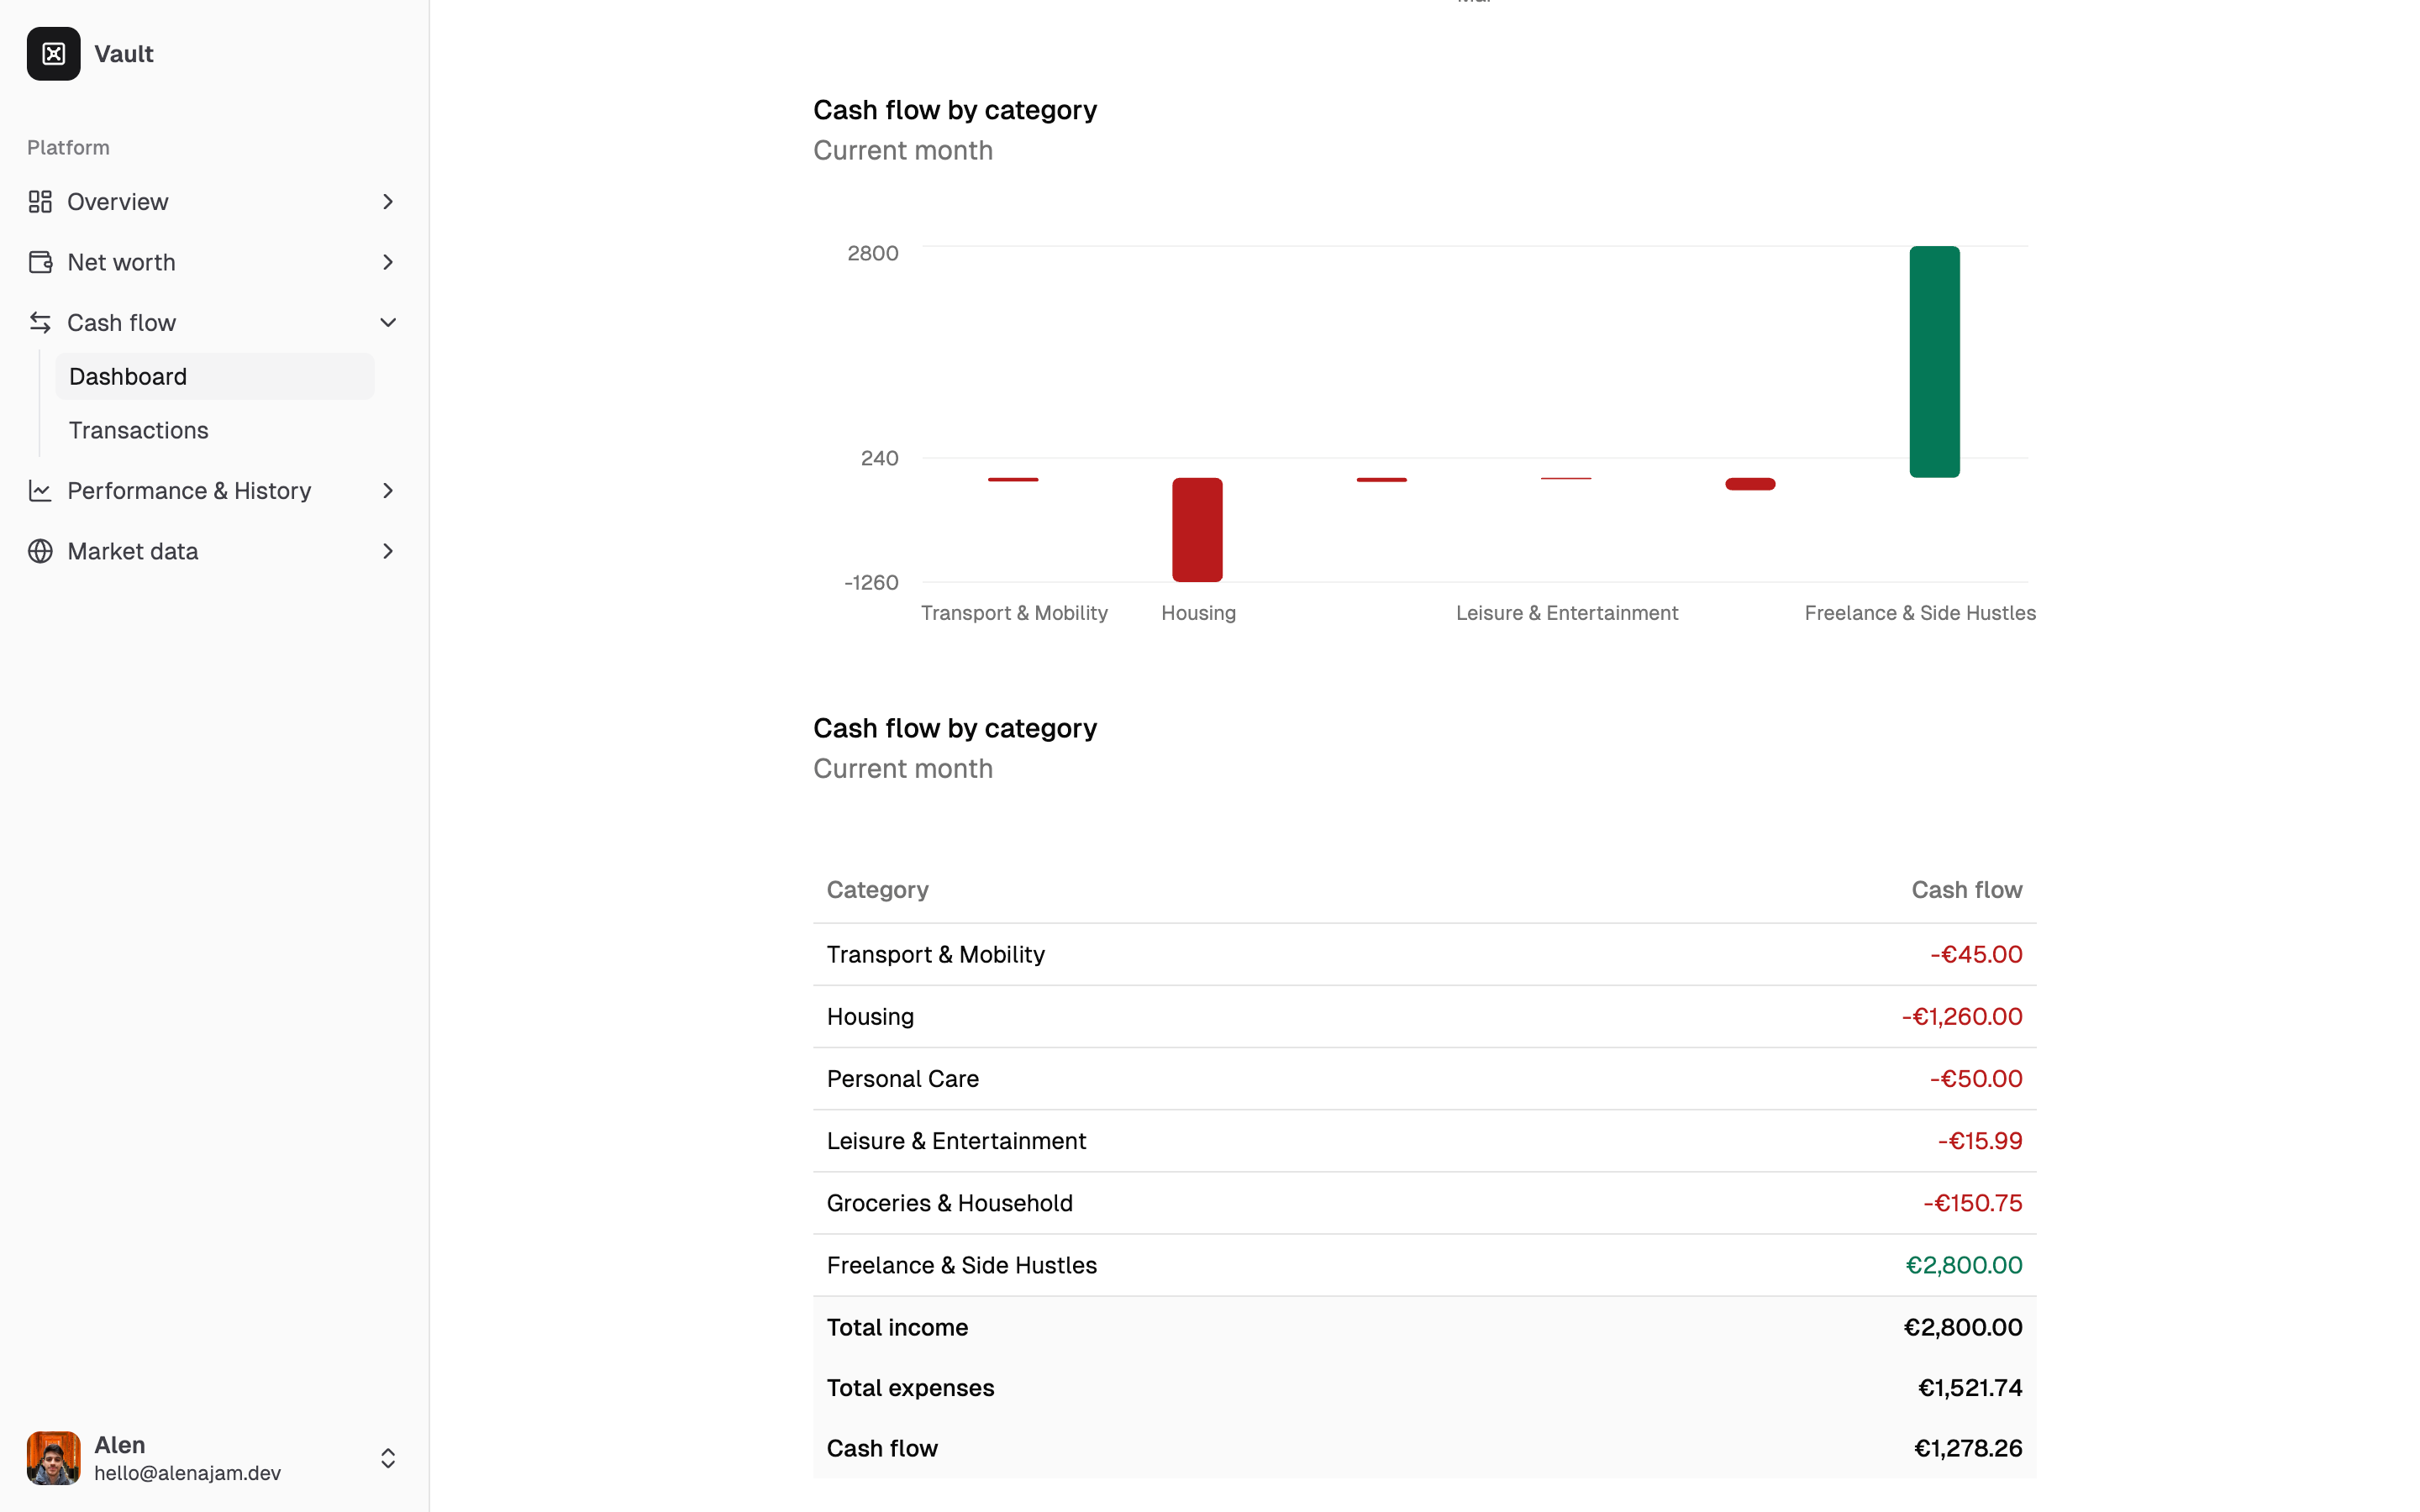 Vault
Platform
Overview
Net worth
Cash flow
Dashboard
Transactions
Performance & History
Market data
Alen
hello@alenajam.dev
Cash flow by category
Current month
2800
240
-1260
Transport & Mobility
Housing
Leisure & Entertainment
Freelance & Side Hustles
Cash flow by category
Current month
Category Cash flow
Transport & Mobility -€45.00
Housing -€1,260.00
Personal Care -€50.00
Leisure & Entertainment -€15.99
Groceries & Household -€150.75
Freelance & Side Hustles €2,800.00
Total income €2,800.00
Total expenses €1,521.74
Cash flow €1,278.26